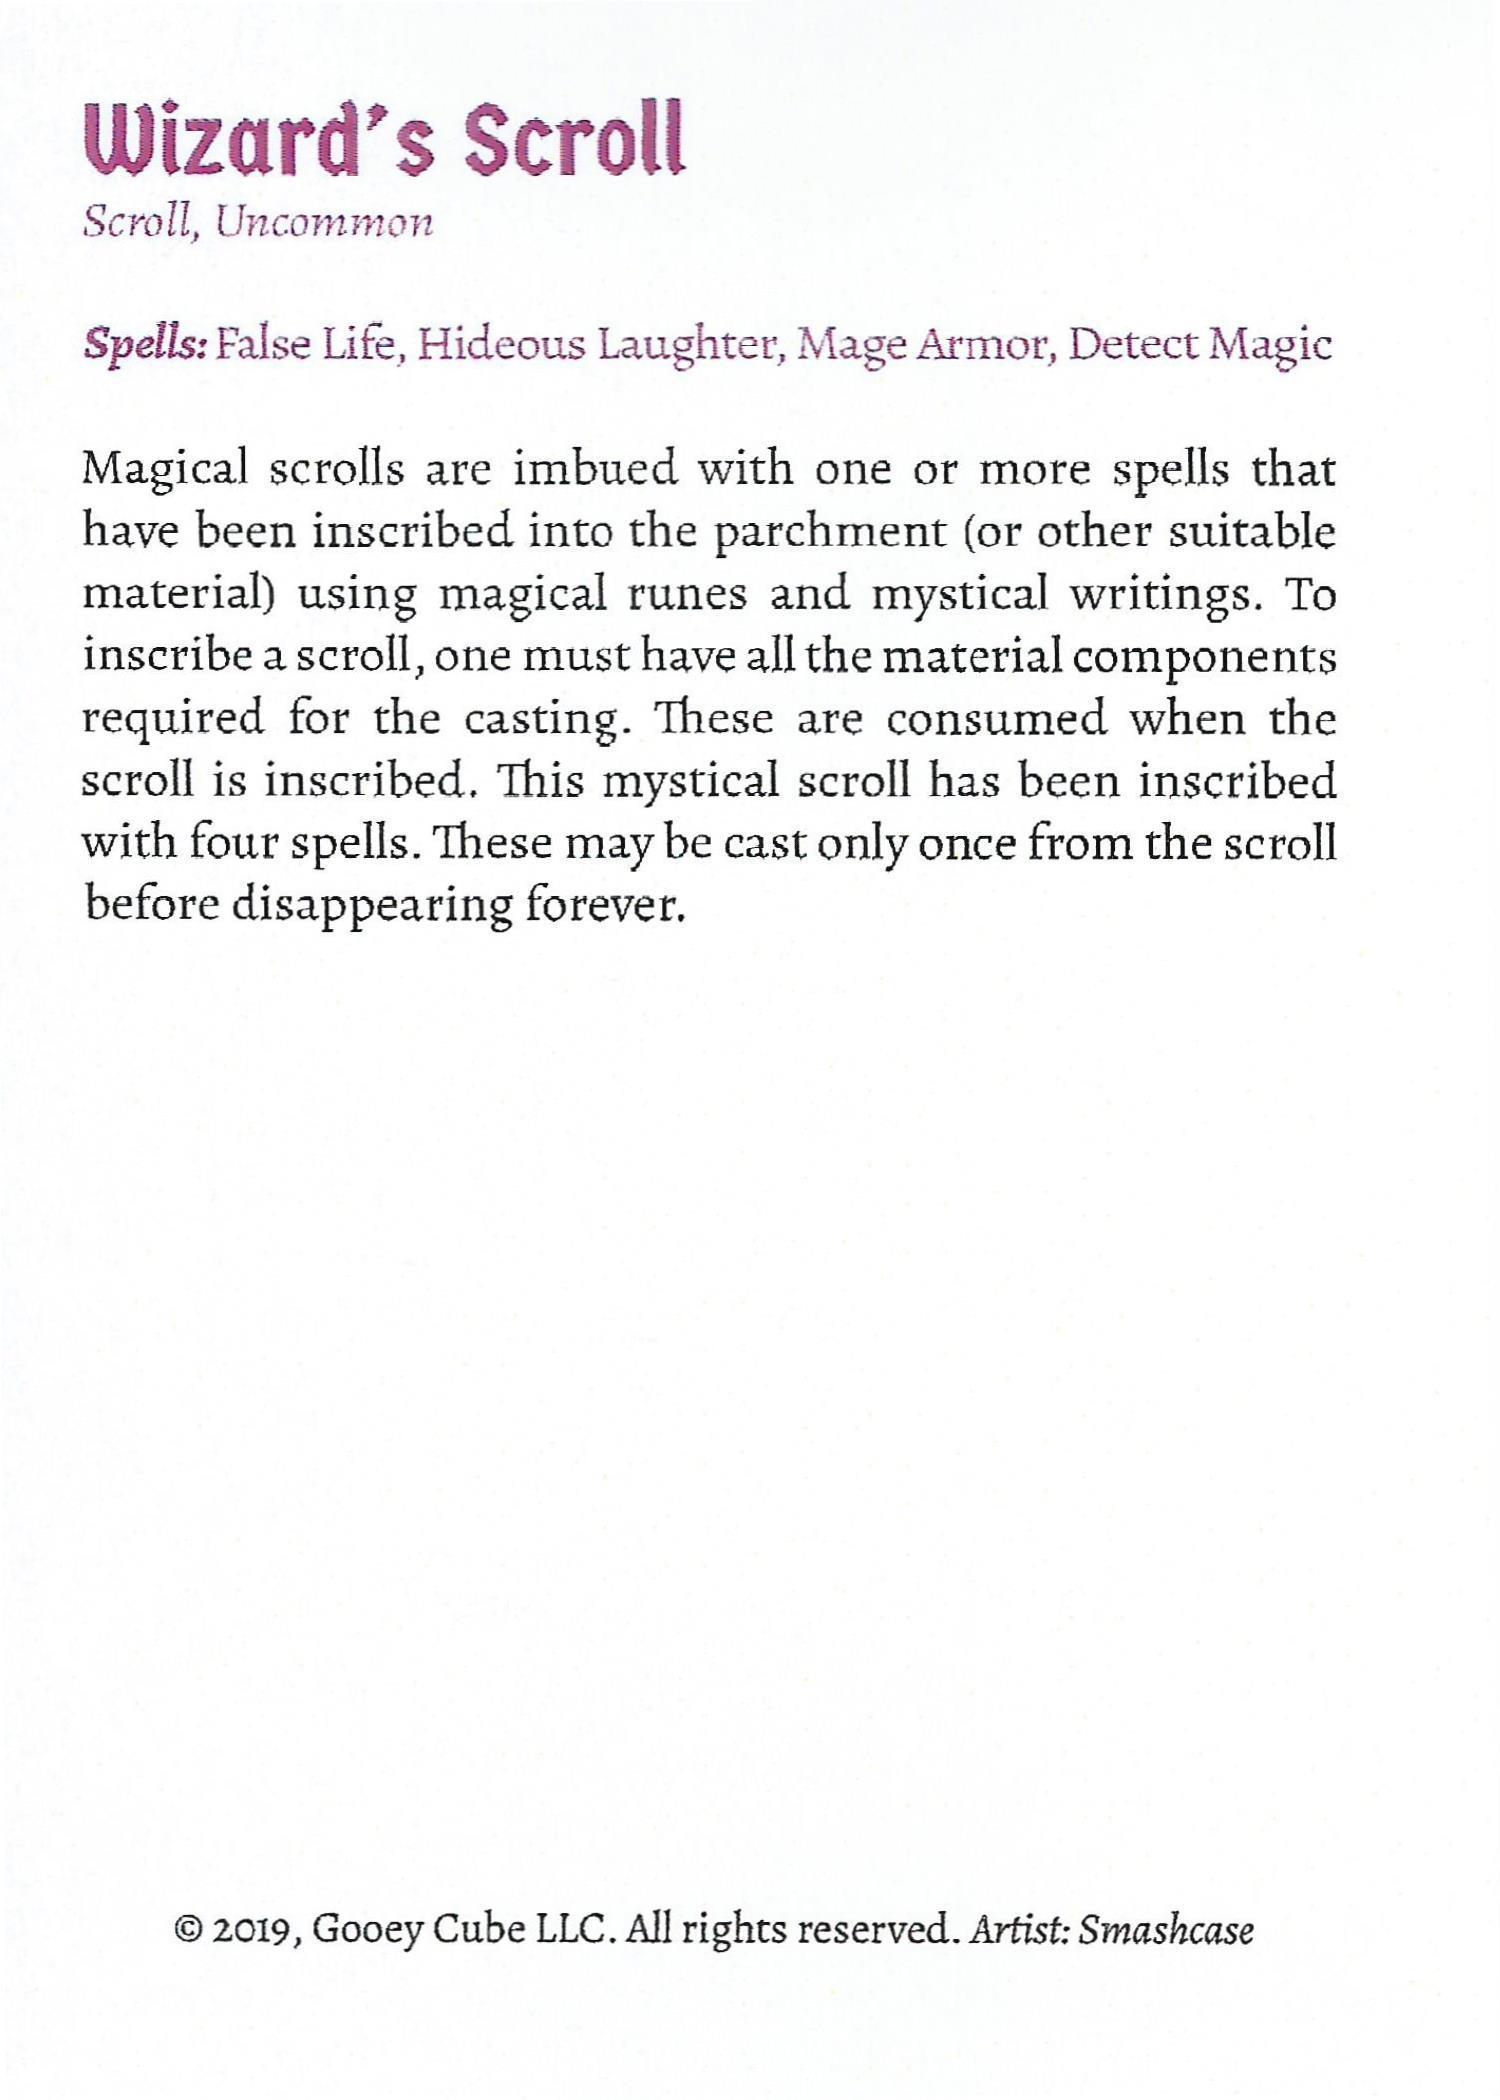 Wizard's Scroll
Scroll, Uncommon
Spells: False Life, Hideous Laughter, Mage Armor, Detect Magic
Magical scrolls are imbued with one or more spells that
have been inscribed into the parchment (or other suitable
material) using magical runes and mystical writings. To
inscribe a scroll, one must have all the material components
required for the casting. These are consumed when the
scroll is inscribed. This mystical scroll has been inscribed
with four spells. These may be cast only once from the scroll
before disappearing forever.
© 2019, Gooey Cube LLC. All rights reserved. Artist: Smashcase